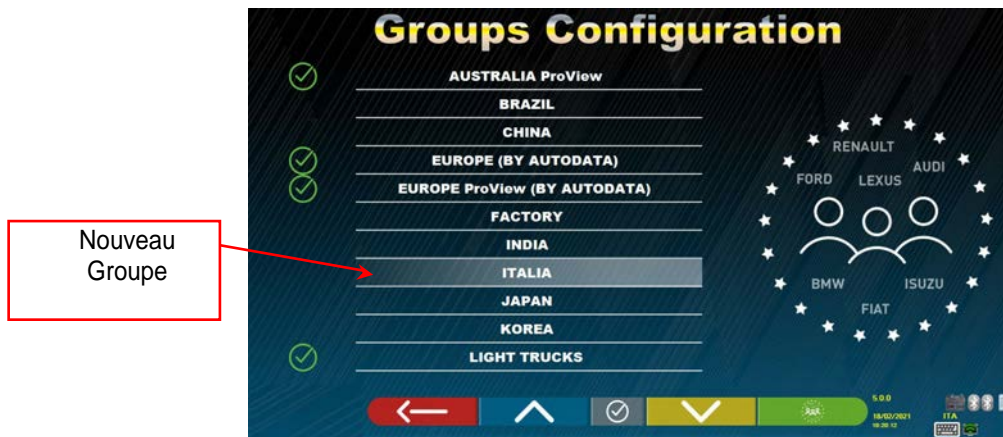 Groups Configuration
AUSTRALIA ProView
BRAZIL
CHINA
EUROPE (BY AUTODATA)
EUROPE ProView (BY AUTODATA)
FACTORY
INDIA
ITALIA
JAPAN
KOREA
LIGHT TRUCKS
Nouveau
Groupe
RENAULT
AUDI
FORD
LEXUS
BMW
ISUZU
FIAT
5.0.0
18/02/2021
ITA